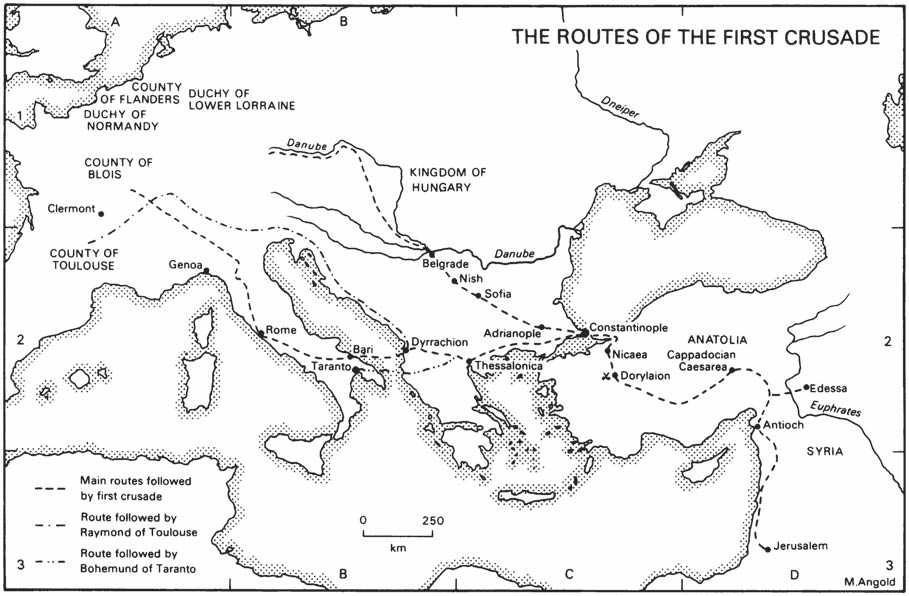 A
B
THE ROUTES OF THE FIRST CRUSADE
COUNTY
OF FLANDERS
DUCHY OF
LOWER LORRAINE
1
DUCHY OF
NORMANDY
Dneiper
Danube
COUNTY OF
BLOIS
KINGDOM OF
HUNGARY
Clermont
COUNTY OF
TOULOUSE
Genoa
Belgrade
Danube
Nish
Sofia
2
Rome
Adrianople
Constantinople
2
Bari
Dyrrachion
Taranto
Thessalonica
Nicaea
ANATOLIA
Cappadocian
Caesarea
Dorylaion
Edessa
Euphrates
Antioch
SYRIA
Main routes followed
by first crusade
Route followed by
Raymond of Toulouse
Route followed by
Bohemund of Taranto
0 250
km
Jerusalem
3
B
C
D
3
M.Angold